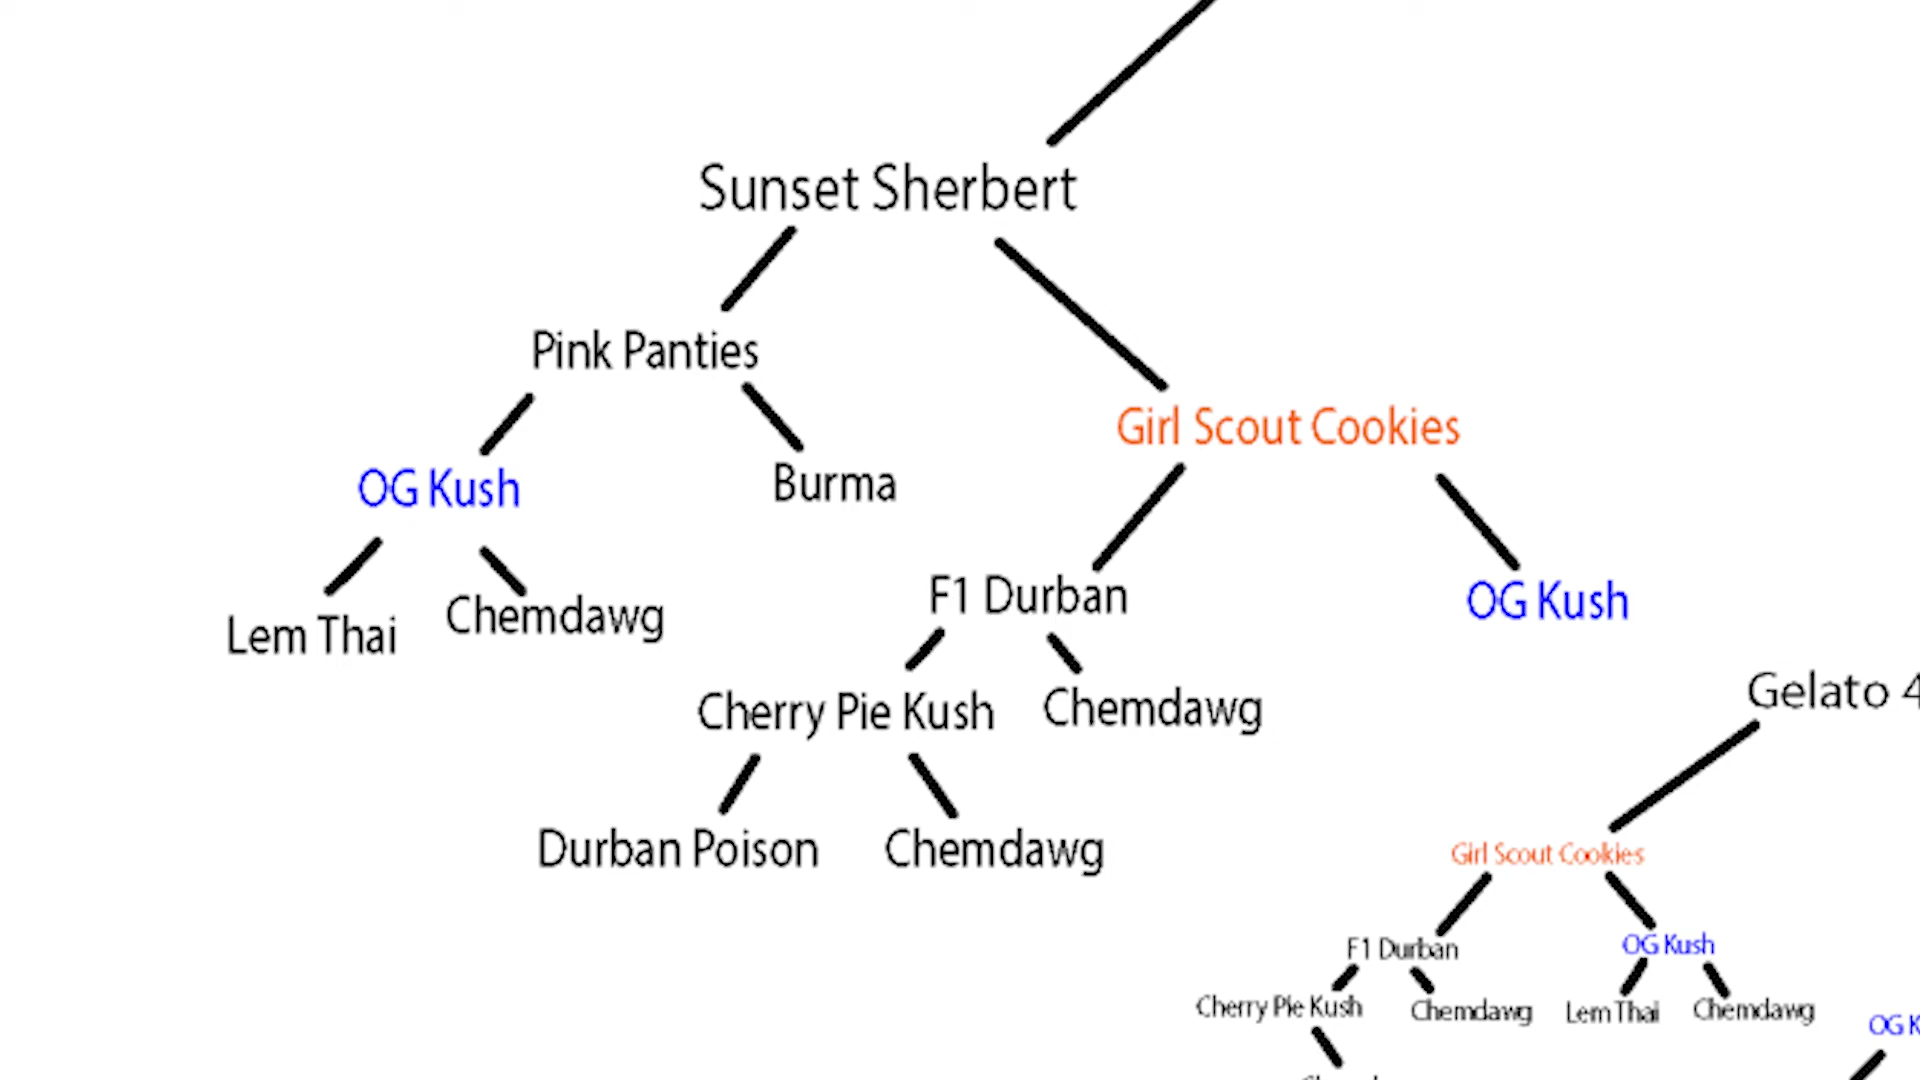 Sunset Sherbert
Pink Panties
Girl Scout Cookies
OG Kush
Burma
F1 Durban
OG Kush
Lem Thai
Chemdawg
Cherry Pie Kush
Chemdawg
Gelato 4
Durban Poison
Chemdawg
Girl Scout Cookies
F1 Durban
OG Kush
Cherry Pie Kush
Chemdawg
Lem Thai
Chemdawg
OG K